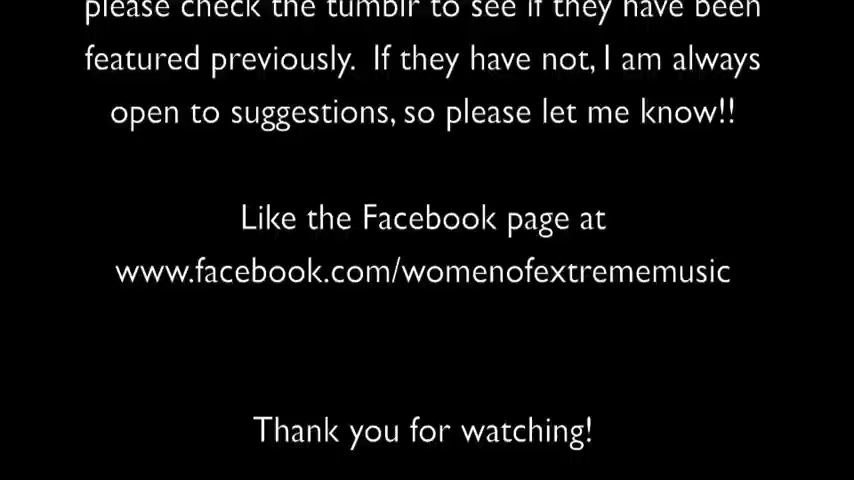 please check the tumblr to see if they have been
featured previously.  If they have not, I am always
open to suggestions, so please let me know!!
Like the Facebook page at
www.facebook.com/womenofextrememusic
Thank you for watching!